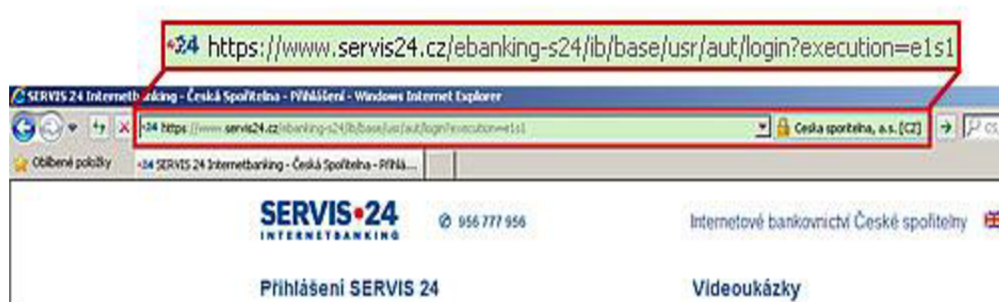 •24 https://www.servis24.cz/ebanking-s24/ib/base/usr/aut/login?execution=e1s1
SERVIS 24 Internetbanking - Česká Spořitelna - Přihlášení - Windows Internet Explorer
•24 https://www.servis24.cz/ebanking-s24/ib/base/usr/aut/login?execution=e1s1 Ceska sporitelna, a.s. [CZ]
Oblíbené položky •24 SERVIS 24 Internetbanking - Česká Spořitelna - Přihlá...
SERVIS•24 956 777 956 Internetové bankovnictví České spořitelny
INTERNETBANKING
Přihlášení SERVIS 24 Videoukázky